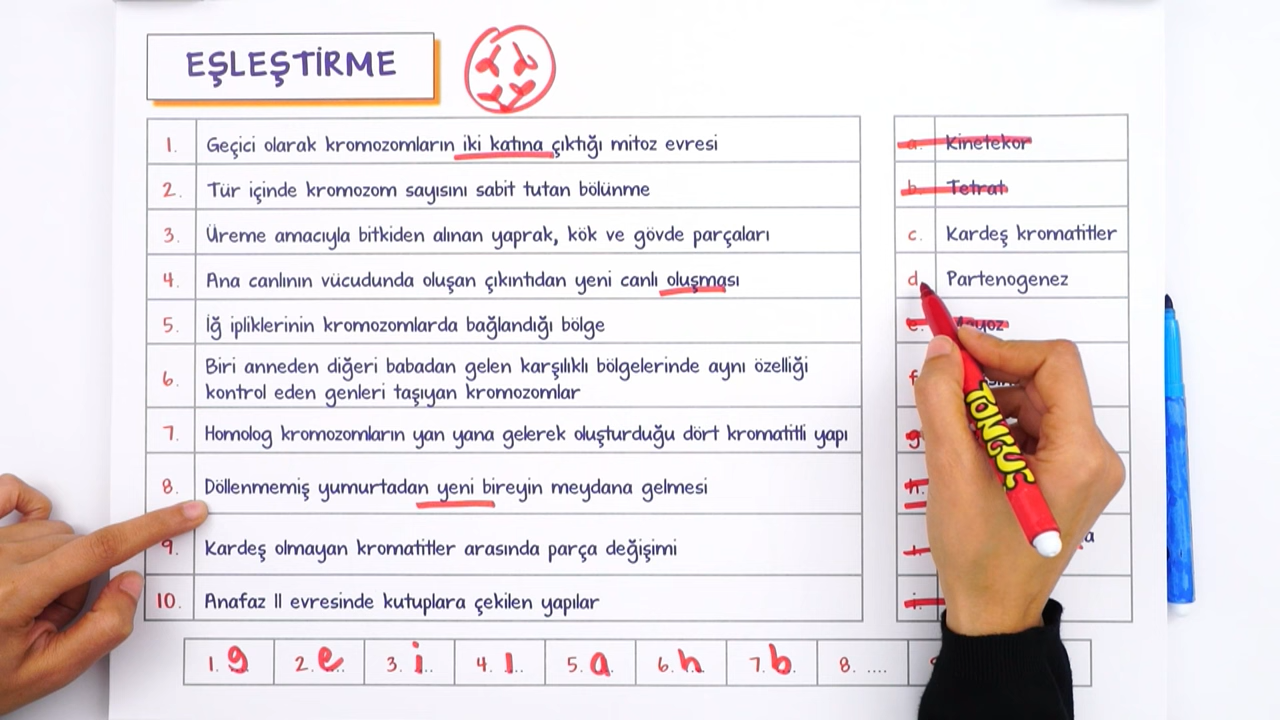 EŞLEŞTİRME
1. Geçici olarak kromozomların iki katına çıktığı mitoz evresi
2. Tür içinde kromozom sayısını sabit tutan bölünme
3. Üreme amacıyla bitkiden alınan yaprak, kök ve gövde parçaları
4. Ana canlının vücudunda oluşan çıkıntıdan yeni canlı oluşması
5. İğ ipliklerinin kromozomlarda bağlandığı bölge
6. Biri anneden diğeri babadan gelen karşılıklı bölgelerinde aynı özelliği
kontrol eden genleri taşıyan kromozomlar
7. Homolog kromozomların yan yana gelerek oluşturduğu dört kromatitli yapı
8. Döllenmemiş yumurtadan yeni bireyin meydana gelmesi
9. Kardeş olmayan kromatitler arasında parça değişimi
10. Anafaz II evresinde kutuplara çekilen yapılar
a. Kinetekor
b. Tetrat
c. Kardeş kromatitler
d. Partenogenez
e.
f
g.
h.
ı.
i.
1. g
2. e..
3. i..
4. ı..
5. a.
6. h
7. b.
8. ....
TONGUE